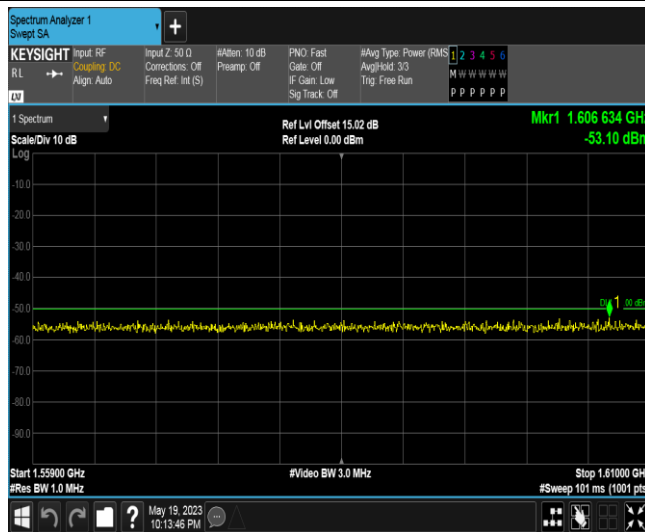 Spectrum Analyzer 1
Swept SA
+
KEYSIGHT
RL
Input: RF
Coupling: DC
Align: Auto
Input Z: 50 Ω
Corrections: Off
Freq Ref: Int (S)
#Atten: 10 dB
Preamp: Off
PNO: Fast
Gate: Off
IF Gain: Low
Sig Track: Off
#Avg Type: Power (RMS
Avg|Hold: 3/3
Trig: Free Run
1 2 3 4 5 6
M W W W W W
P P P P P P
1 Spectrum
Scale/Div 10 dB
Log
Ref Lvl Offset 15.02 dB
Ref Level 0.00 dBm
Mkr1 1.606 634 GHz
-53.10 dBm
-10.0
-20.0
-30.0
-40.0
-50.0
-60.0
-70.0
-80.0
-90.0
1
.00 dBm
Start 1.55900 GHz
#Res BW 1.0 MHz
#Video BW 3.0 MHz
Stop 1.61000 GHz
#Sweep 101 ms (1001 pts
?
May 19, 2023
10:13:46 PM